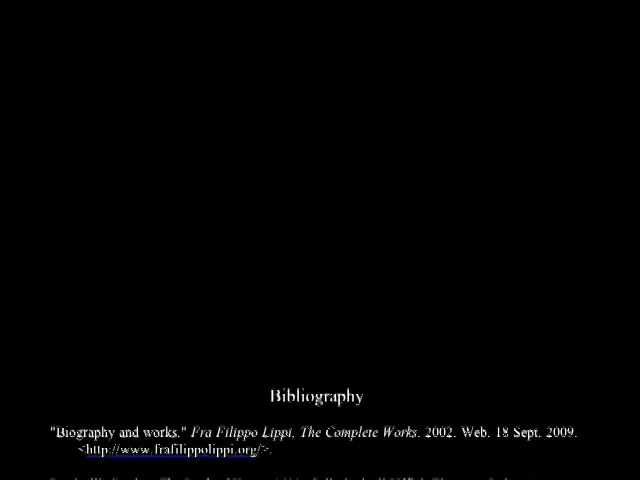 Bibliography
"Biography and works." Fra Filippo Lippi, The Complete Works. 2002. Web. 18 Sept. 2009.
<http://www.frafilippolippi.org/>.